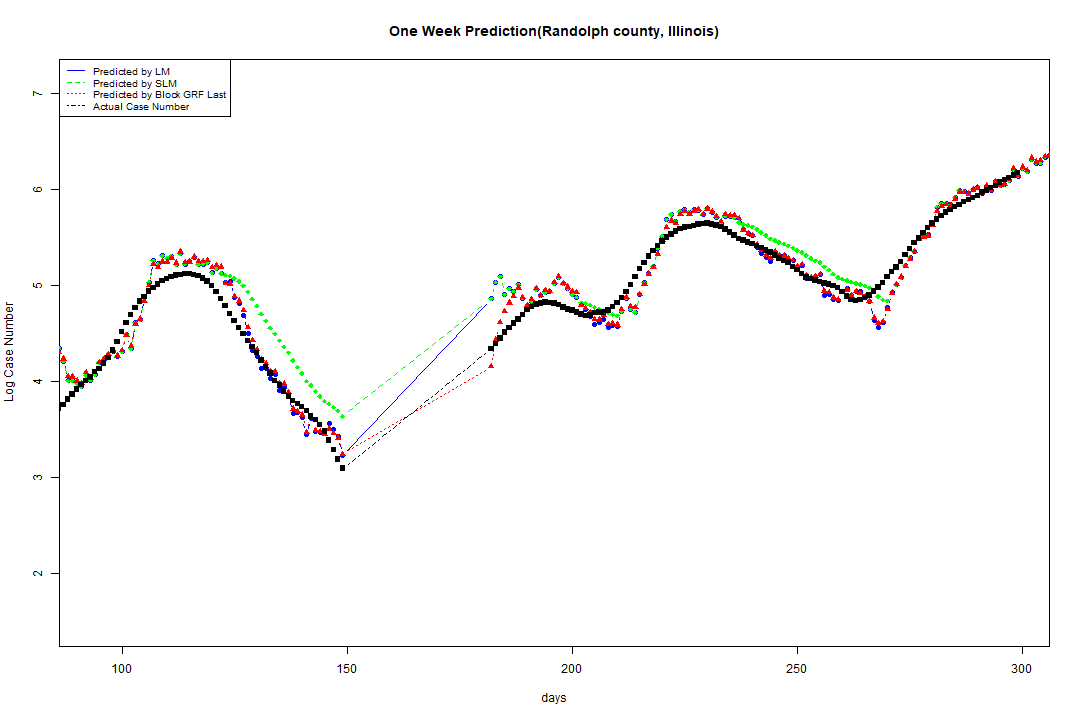 One Week Prediction(Randolph county, Illinois)
Predicted by LM
Predicted by SLM
Predicted by Block GRF Last
Actual Case Number
Log Case Number
7
6
5
4
3
2
100 150 200 250 300
days